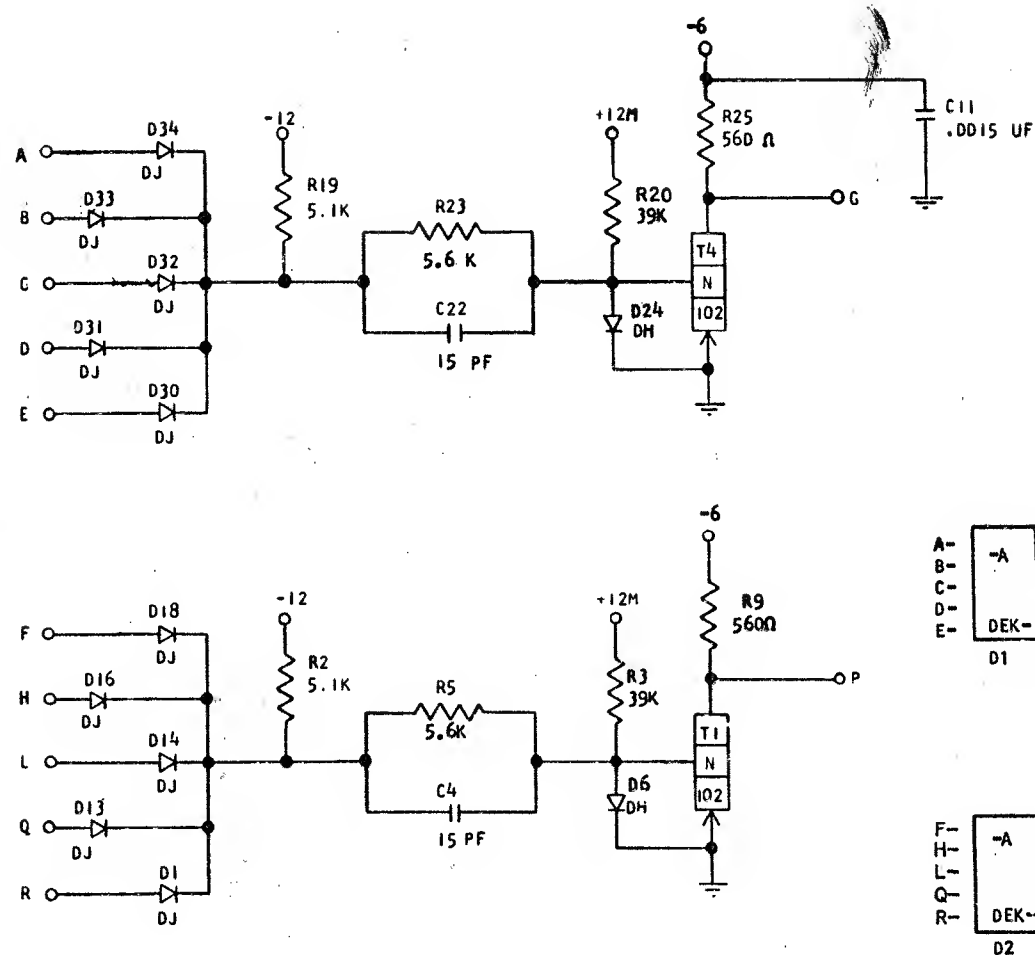 -6
C11
.0015 UF
R25
560 Ω
G
+12M
R20
39K
-12
R19
5.1K
R23
5.6 K
C22
15 PF
D24
DH
T4
N
102
A
D34
DJ
B
D33
DJ
C
D32
DJ
D
D31
DJ
E
D30
DJ
-6
R9
560Ω
P
+12M
R3
39K
-12
R2
5.1K
R5
5.6K
C4
15 PF
D6
DH
T1
N
102
F
D18
DJ
H
D16
DJ
L
D14
DJ
Q
D13
DJ
R
D1
DJ
A-
B-
C-
D-
E-
-A
DEK-
D1
F-
H-
L-
Q-
R-
-A
DEK-
D2